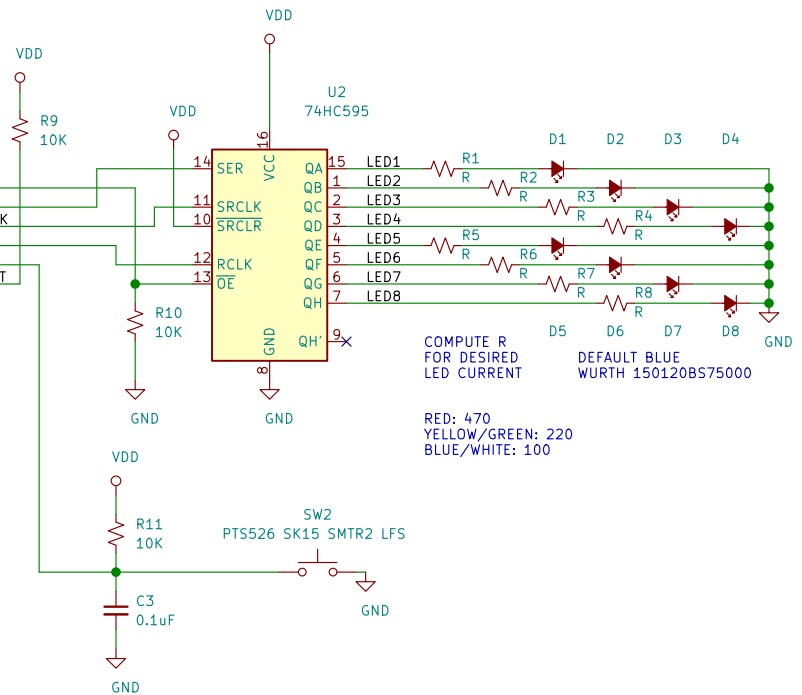 VDD
VDD
R9
10K
VDD
U2
74HC595
16
VCC
14
SER
11
SRCLK
10
SRCLR
12
RCLK
13
OE
GND
8
QA
15
LED1
QB
1
LED2
QC
2
LED3
QD
3
LED4
QE
4
LED5
QF
5
LED6
QG
6
LED7
QH
7
LED8
QH'
9
K
T
R1
R
R2
R
R3
R
R4
R
R5
R
R6
R
R7
R
R8
R
D1
D2
D3
D4
D5
D6
D7
D8
GND
R10
10K
GND
GND
COMPUTE R
FOR DESIRED
LED CURRENT
DEFAULT BLUE
WURTH 150120BS75000
RED: 470
YELLOW/GREEN: 220
BLUE/WHITE: 100
VDD
R11
10K
SW2
PTS526 SK15 SMTR2 LFS
GND
C3
0.1uF
GND